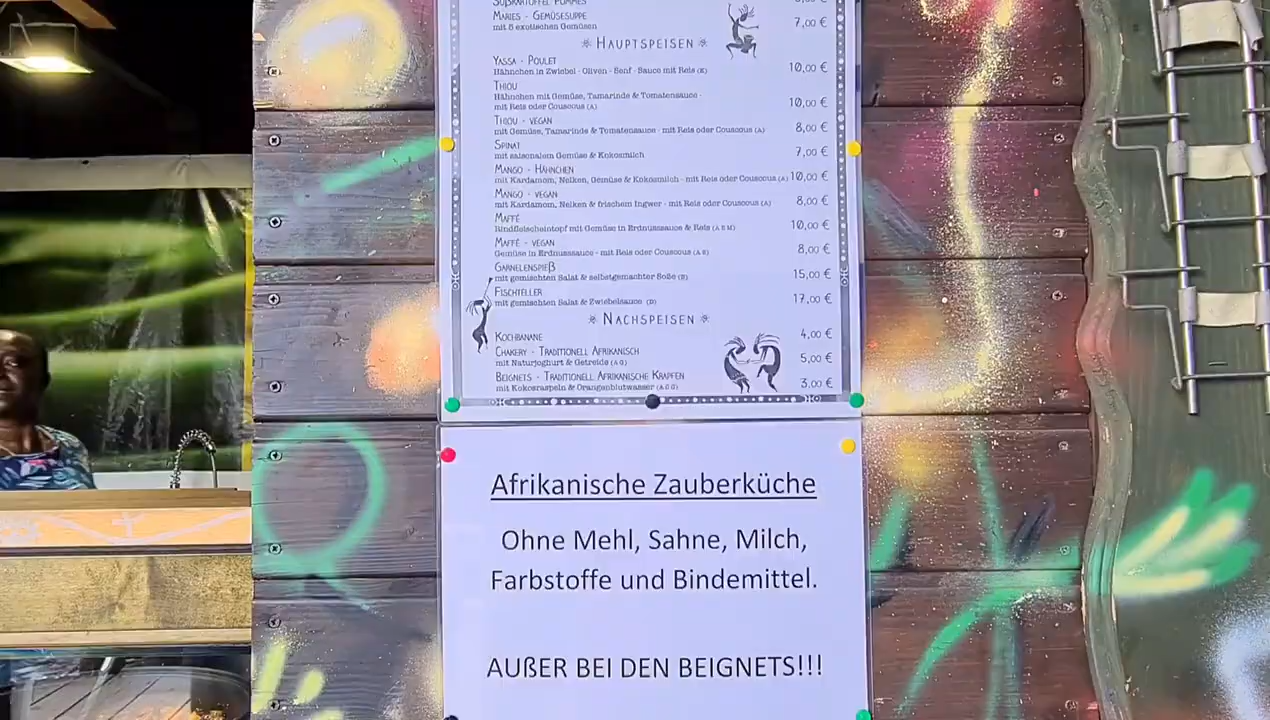 SÜßKARTOFFEL POMMES
MARIES - GEMÜSESUPPE
mit 5 exotischen Gemüsen 7,00 €
HAUPTSPEISEN
YASSA - POULET
Hähnchen in Zwiebel - Oliven - Senf - Sauce mit Reis (K) 10,00 €
THIOU
Hähnchen mit Gemüse, Tamarinde & Tomatensauce -
mit Reis oder Couscous (A) 10,00 €
THIOU - VEGAN
mit Gemüse, Tamarinde & Tomatensauce - mit Reis oder Couscous (A) 8,00 €
SPINAT
mit saisonalem Gemüse & Kokosmilch 7,00 €
MANGO - HÄHNCHEN
mit Kardamom, Nelken, Gemüse & Kokosmilch - mit Reis oder Couscous (A) 10,00 €
MANGO - VEGAN
mit Kardamom, Nelken & frischem Ingwer - mit Reis oder Couscous (A) 8,00 €
MAFFÉ
Rindfleischeintopf mit Gemüse in Erdnusssauce & Reis 10,00 €
MAFFÉ - VEGAN
Gemüse in Erdnusssauce - mit Reis oder Couscous 8,00 €
GARNELENSPIEß
mit gemischten Salat & selbstgemachter Soße 15,00 €
FISCHTELLER
mit gemischten Salat & Zwiebelsauce (D) 17,00 €
NACHSPEISEN
KOCHBANANE 4,00 €
CHAKERY - TRADITIONELL AFRIKANISCH
mit Naturjoghurt & Getreide (A G) 5,00 €
BEIGNETS - TRADITIONELL AFRIKANISCHE KRAPFEN
mit Kokosraspeln & Orangenblutwasser 3,00 €
Afrikanische Zauberküche
Ohne Mehl, Sahne, Milch,
Farbstoffe und Bindemittel.
AUßER BEI DEN BEIGNETS!!!